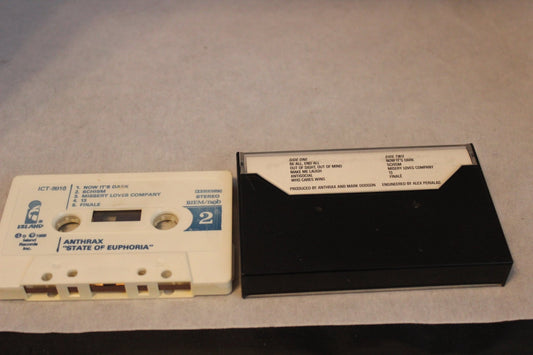 ICT-9916
1. NOW IT'S DARK
2. SCHISM
3. MISERY LOVES COMPANY
4. 13
5. FINALE
STEREO
2
ISLAND
Island
Records
Inc.
ANTHRAX
"STATE OF EUPHORIA"
SIDE ONE
BE ALL, END ALL
OUT OF SIGHT, OUT OF MIND
MAKE ME LAUGH
ANTISOCIAL
WHO CARES WINS
SIDE TWO
NOW IT'S DARK
SCHISM
MISERY LOVES COMPANY
13
FINALE
PRODUCED BY ANTHRAX AND MARK DODSON
ENGINEERED BY ALEX PERIALAS